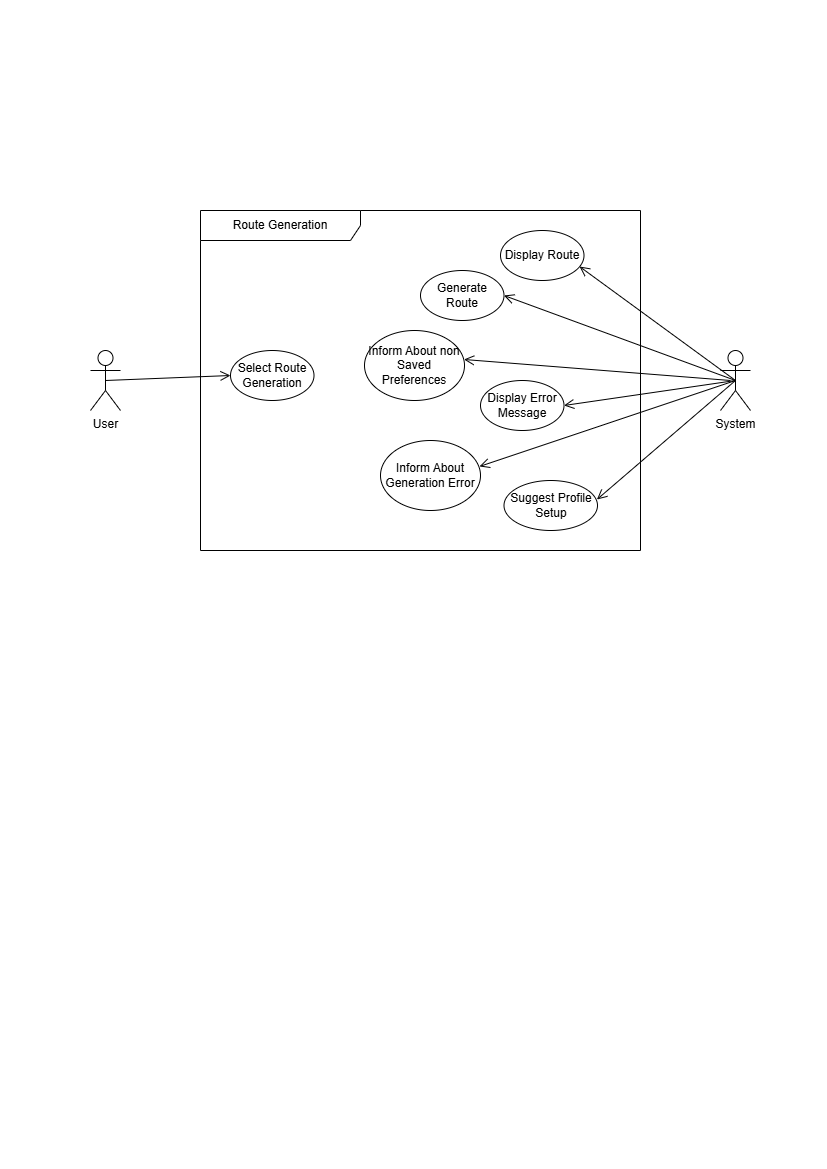 Route Generation
Display Route
Generate
Route
Inform About non
Saved
Preferences
Select Route
Generation
Display Error
Message
User
System
Inform About
Generation Error
Suggest Profile
Setup